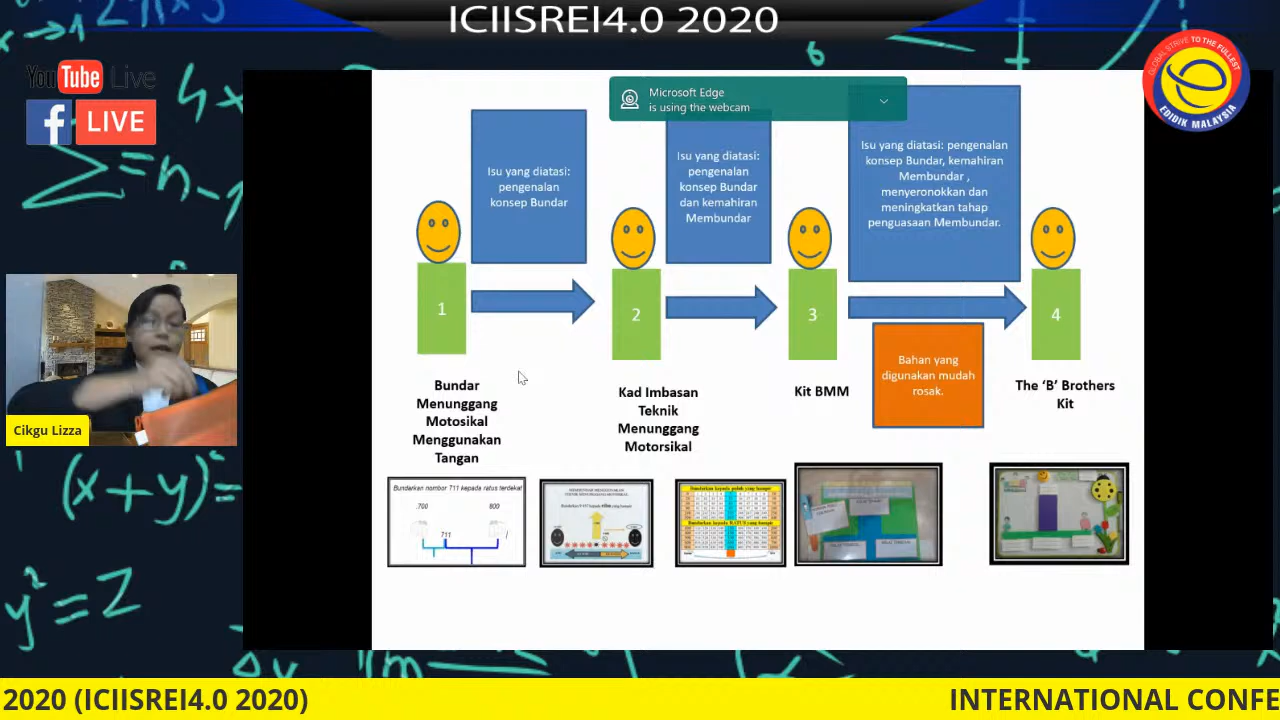 ICIISREI4.0 2020
YouTube Live
f LIVE
GLOBAL STRIVE TO THE FULLEST
EDIDIK MALAYSIA
Microsoft Edge
is using the webcam
Isu yang diatasi:
pengenalan
konsep Bundar
Isu yang diatasi:
pengenalan
konsep Bundar
dan kemahiran
Membundar
Isu yang diatasi: pengenalan
konsep Bundar, kemahiran
Membundar ,
menyeronokkan dan
meningkatkan tahap
penguasaan Membundar.
1
2
3
4
Bahan yang
digunakan mudah
rosak.
Bundar
Menunggang
Motosikal
Menggunakan
Tangan
Kad Imbasan
Teknik
Menunggang
Motorsikal
Kit BMM
The ‘B’ Brothers
Kit
Bundarkan nombor 711 kepada ratus terdekat
700
800
711
Cikgu Lizza
(x+y)²=
y²=Z
2020 (ICIISREI4.0 2020)
INTERNATIONAL CONFE